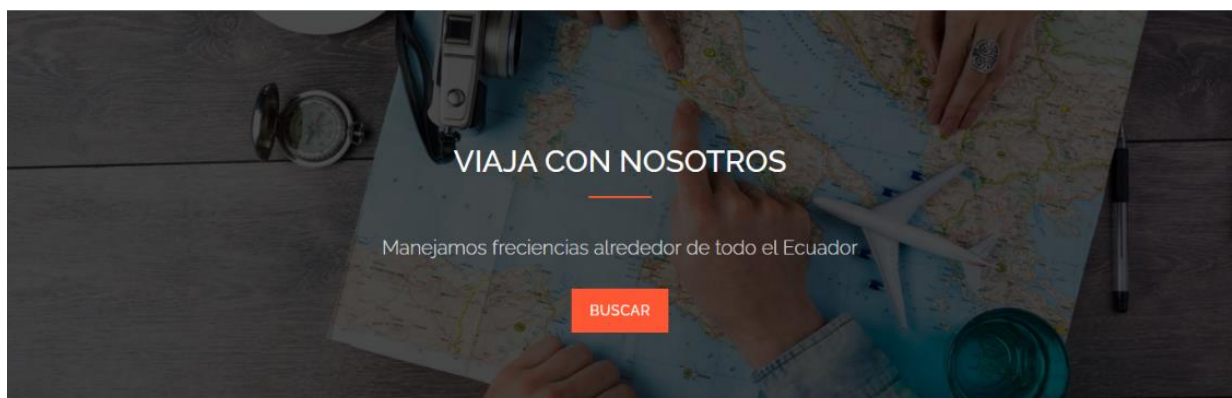 VIAJA CON NOSOTROS
Manejamos freciencias alrededor de todo el Ecuador
BUSCAR